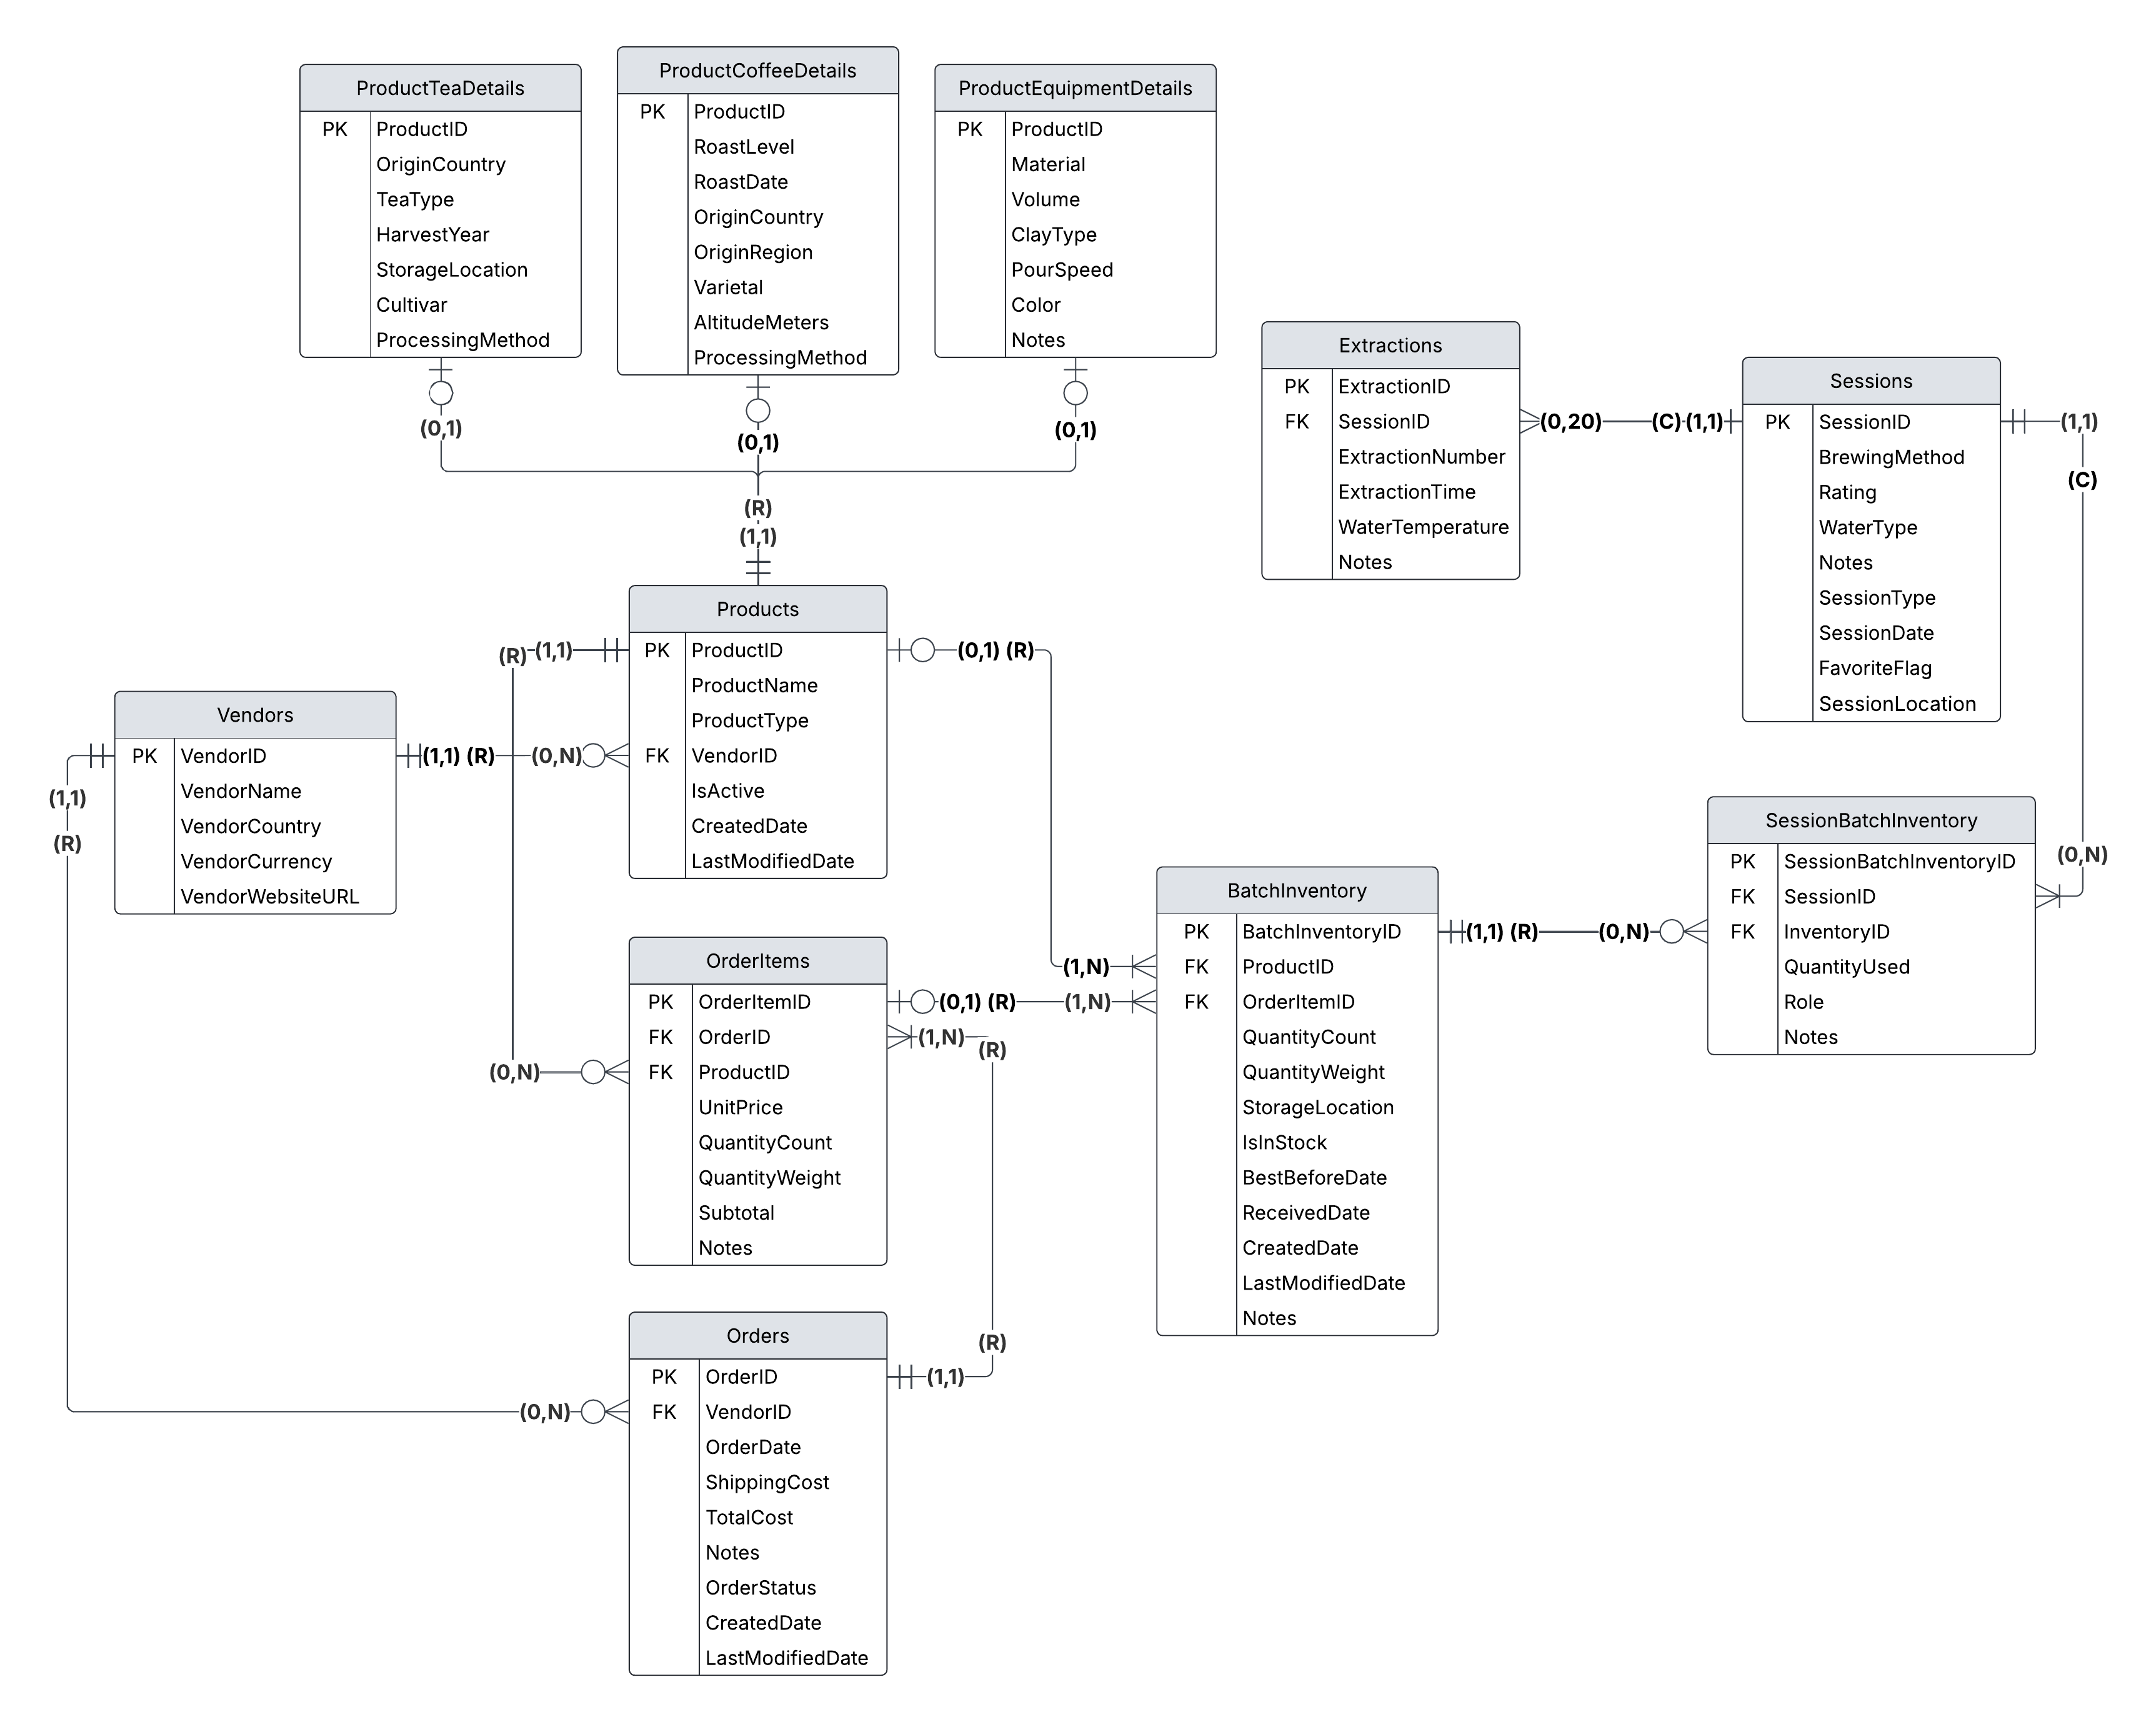 ProductTeaDetails
PK ProductID
OriginCountry
TeaType
HarvestYear
StorageLocation
Cultivar
ProcessingMethod
(0,1)
ProductCoffeeDetails
PK ProductID
RoastLevel
RoastDate
OriginCountry
OriginRegion
Varietal
AltitudeMeters
ProcessingMethod
(0,1)
ProductEquipmentDetails
PK ProductID
Material
Volume
ClayType
PourSpeed
Color
Notes
(0,1)
(R)
(1,1)
Extractions
PK ExtractionID
FK SessionID
ExtractionNumber
ExtractionTime
WaterTemperature
Notes
(0,20) (C) (1,1)
Sessions
PK SessionID
BrewingMethod
Rating
WaterType
Notes
SessionType
SessionDate
FavoriteFlag
SessionLocation
(1,1)
(C)
(0,N)
Products
PK ProductID
ProductName
ProductType
FK VendorID
IsActive
CreatedDate
LastModifiedDate
(R) (1,1)
(0,N)
(0,1) (R)
(1,N)
Vendors
PK VendorID
VendorName
VendorCountry
VendorCurrency
VendorWebsiteURL
(1,1) (R) (0,N)
(1,1)
(R)
(0,N)
OrderItems
PK OrderItemID
FK OrderID
FK ProductID
UnitPrice
QuantityCount
QuantityWeight
Subtotal
Notes
(0,1) (R) (1,N)
(1,N)
(R)
(R)
(1,1)
Orders
PK OrderID
FK VendorID
OrderDate
ShippingCost
TotalCost
Notes
OrderStatus
CreatedDate
LastModifiedDate
BatchInventory
PK BatchInventoryID
FK ProductID
FK OrderItemID
QuantityCount
QuantityWeight
StorageLocation
IsInStock
BestBeforeDate
ReceivedDate
CreatedDate
LastModifiedDate
Notes
(1,1) (R) (0,N)
SessionBatchInventory
PK SessionBatchInventoryID
FK SessionID
FK InventoryID
QuantityUsed
Role
Notes